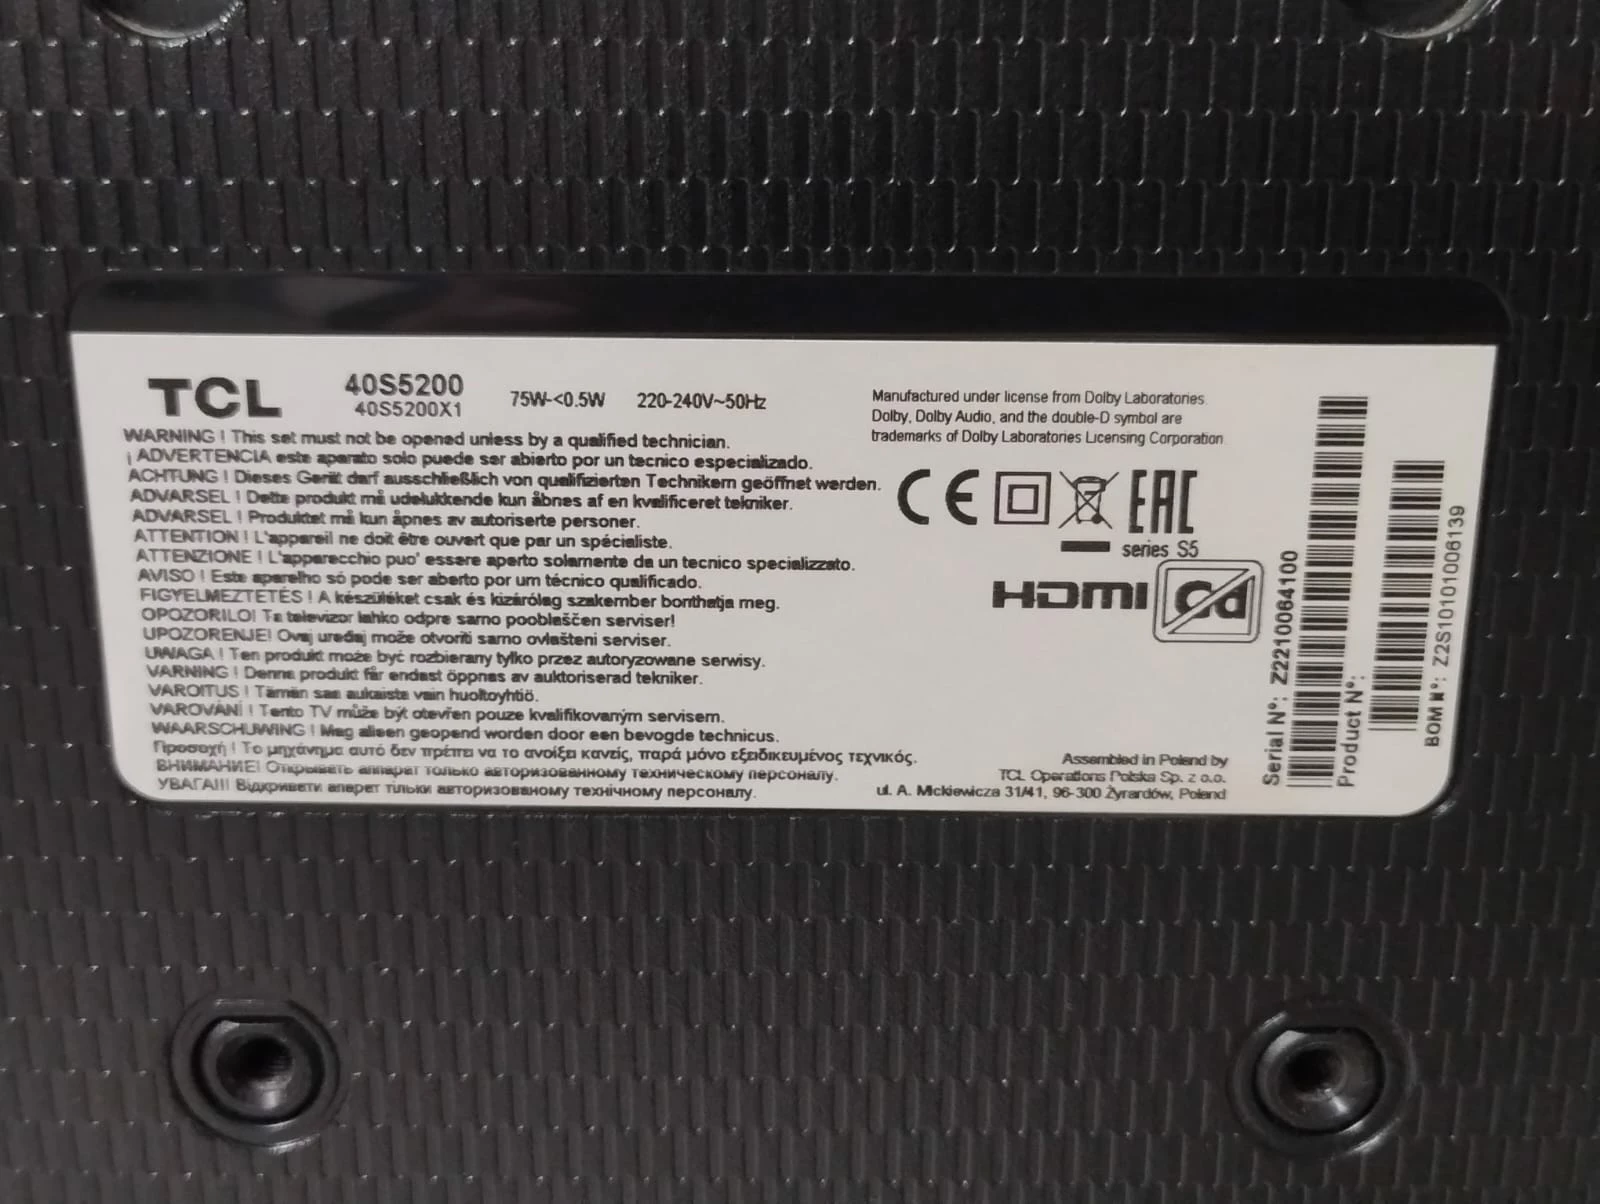 TCL
40S5200
40S5200X1
75W-<0.5W
220-240V~50Hz
WARNING ! This set must not be opened unless by a qualified technician.
¡ ADVERTENCIA este aparato solo puede ser abierto por un tecnico especializado.
ACHTUNG ! Dieses Gerät darf ausschließlich von qualifizierten Technikern geöffnet werden.
ADVARSEL ! Dette produkt må udelukkende kun åbnes af en kvalificeret tekniker.
ADVARSEL ! Produktet må kun åpnes av autoriserte personer.
ATTENTION ! L'appareil ne doit être ouvert que par un spécialiste.
ATTENZIONE ! L'apparecchio puo' essere aperto solamente da un tecnico specializzato.
AVISO ! Este aparelho só pode ser aberto por um técnico qualificado.
FIGYELMEZTETÉS ! A készüléket csak és kizárólag szakember bonthatja meg.
OPOZORILO! Ta televizor lahko odpre samo pooblaščen serviser!
UPOZORENJE! Ovaj uređaj može otvoriti samo ovlašteni serviser.
UWAGA ! Ten produkt może być rozbierany tylko przez autoryzowane serwisy.
VARNING ! Denna produkt får endast öppnas av auktoriserad tekniker.
VAROITUS ! Tämän saa aukaista vain huoltoyhtiö.
VAROVÁNÍ ! Tento TV může být otevřen pouze kvalifikovaným servisem.
WAARSCHUWING ! Mag alleen geopend worden door een bevogde technicus.
Προσοχή ! Το μηχάνημα αυτό δεν πρέπει να το ανοίξει κανείς, παρά μόνο εξειδικευμένος τεχνικός.
ВНИМАНИЕ! Открывать аппарат только авторизованному техническому персоналу.
УВАГА!!! Відкривети апарет тільки авторизованому технічному персоналу.
Manufactured under license from Dolby Laboratories.
Dolby, Dolby Audio, and the double-D symbol are
trademarks of Dolby Laboratories Licensing Corporation
CE
EAC
series S5
HDMI
Assembled in Poland by
TCL Operations Polska Sp. z o.o.
ul. A. Mickiewicza 31/41, 96-300 Żyrardów, Poland
Serial N°: Z2210064100
Product N°:
BOM N°: Z2S10101006139